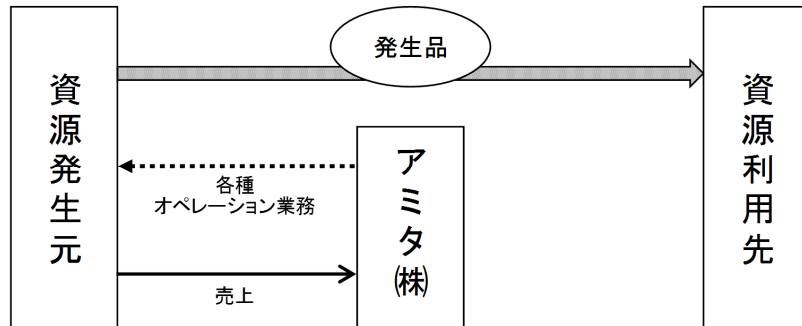 発生品
資源発生元
アミタ㈱
資源利用先
各種
オペレーション業務
売上